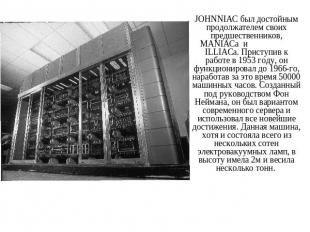 JOHNNIAC был достойным
продолжателем своих
предшественников,
MANIACа и
ILLIACа. Приступив к
работе в 1953 году, он
функционировал до 1966-го,
наработав за это время 50000
машинных часов. Созданный
под руководством Фон
Неймана, он был вариантом
современного сервера и
использовал все новейшие
достижения. Данная машина,
хотя и состояла всего из
нескольких сотен
электровакуумных ламп, в
высоту имела 2м и весила
несколько тонн.